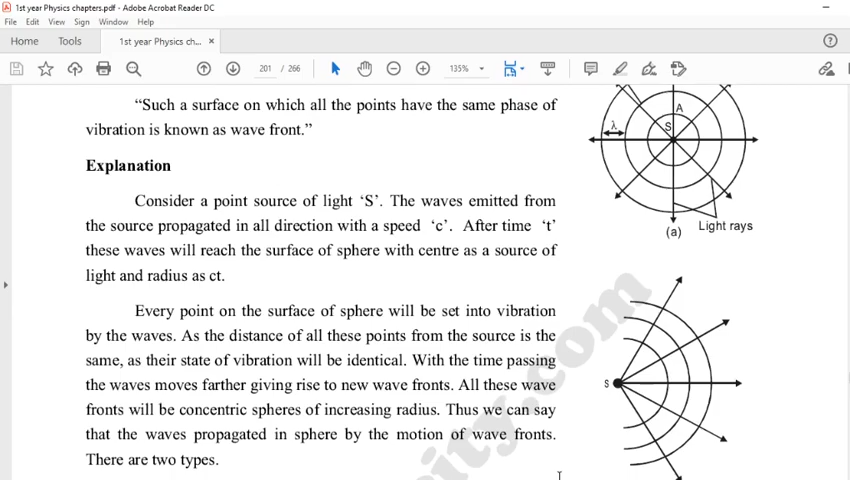 1st year Physics chapters.pdf - Adobe Acrobat Reader DC
File Edit View Sign Window Help
Home Tools 1st year Physics ch... ×
201 / 266 135%
“Such a surface on which all the points have the same phase of
vibration is known as wave front.”
Explanation
Consider a point source of light ‘S’. The waves emitted from
the source propagated in all direction with a speed ‘c’. After time ‘t’
these waves will reach the surface of sphere with centre as a source of
light and radius as ct.
Every point on the surface of sphere will be set into vibration
by the waves. As the distance of all these points from the source is the
same, as their state of vibration will be identical. With the time passing
the waves moves farther giving rise to new wave fronts. All these wave
fronts will be concentric spheres of increasing radius. Thus we can say
that the waves propagated in sphere by the motion of wave fronts.
There are two types.
A
λ
S
Light rays
(a)
S
city.com